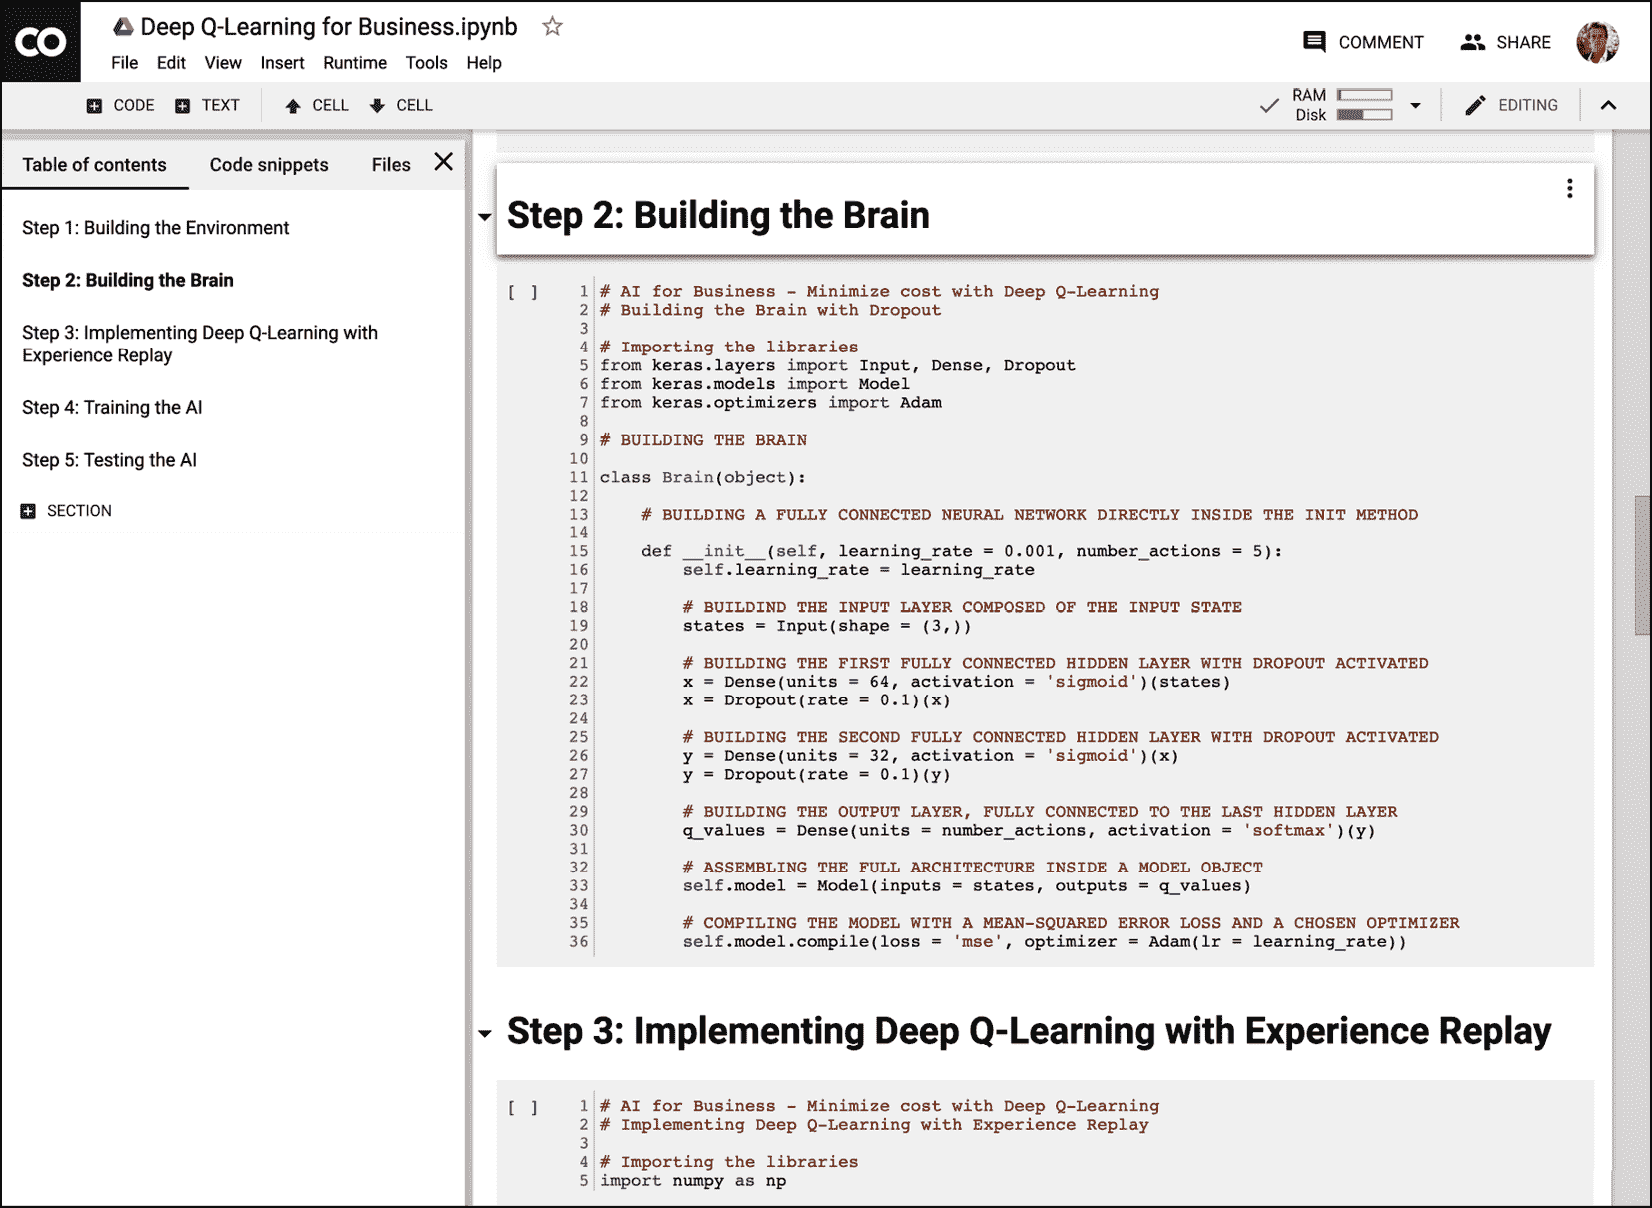 CO
Deep Q-Learning for Business.ipynb
File Edit View Insert Runtime Tools Help
COMMENT SHARE
CODE TEXT CELL CELL
RAM
Disk
EDITING
Table of contents Code snippets Files
Step 1: Building the Environment
Step 2: Building the Brain
Step 3: Implementing Deep Q-Learning with
Experience Replay
Step 4: Training the AI
Step 5: Testing the AI
SECTION
Step 2: Building the Brain
[ ] 1 # AI for Business - Minimize cost with Deep Q-Learning
2 # Building the Brain with Dropout
3
4 # Importing the libraries
5 from keras.layers import Input, Dense, Dropout
6 from keras.models import Model
7 from keras.optimizers import Adam
8
9 # BUILDING THE BRAIN
10
11 class Brain(object):
12
13     # BUILDING A FULLY CONNECTED NEURAL NETWORK DIRECTLY INSIDE THE INIT METHOD
14
15     def __init__(self, learning_rate = 0.001, number_actions = 5):
16         self.learning_rate = learning_rate
17
18         # BUILDIND THE INPUT LAYER COMPOSED OF THE INPUT STATE
19         states = Input(shape = (3,))
20
21         # BUILDING THE FIRST FULLY CONNECTED HIDDEN LAYER WITH DROPOUT ACTIVATED
22         x = Dense(units = 64, activation = 'sigmoid')(states)
23         x = Dropout(rate = 0.1)(x)
24
25         # BUILDING THE SECOND FULLY CONNECTED HIDDEN LAYER WITH DROPOUT ACTIVATED
26         y = Dense(units = 32, activation = 'sigmoid')(x)
27         y = Dropout(rate = 0.1)(y)
28
29         # BUILDING THE OUTPUT LAYER, FULLY CONNECTED TO THE LAST HIDDEN LAYER
30         q_values = Dense(units = number_actions, activation = 'softmax')(y)
31
32         # ASSEMBLING THE FULL ARCHITECTURE INSIDE A MODEL OBJECT
33         self.model = Model(inputs = states, outputs = q_values)
34
35         # COMPILING THE MODEL WITH A MEAN-SQUARED ERROR LOSS AND A CHOSEN OPTIMIZER
36         self.model.compile(loss = 'mse', optimizer = Adam(lr = learning_rate))
Step 3: Implementing Deep Q-Learning with Experience Replay
[ ] 1 # AI for Business - Minimize cost with Deep Q-Learning
2 # Implementing Deep Q-Learning with Experience Replay
3
4 # Importing the libraries
5 import numpy as np